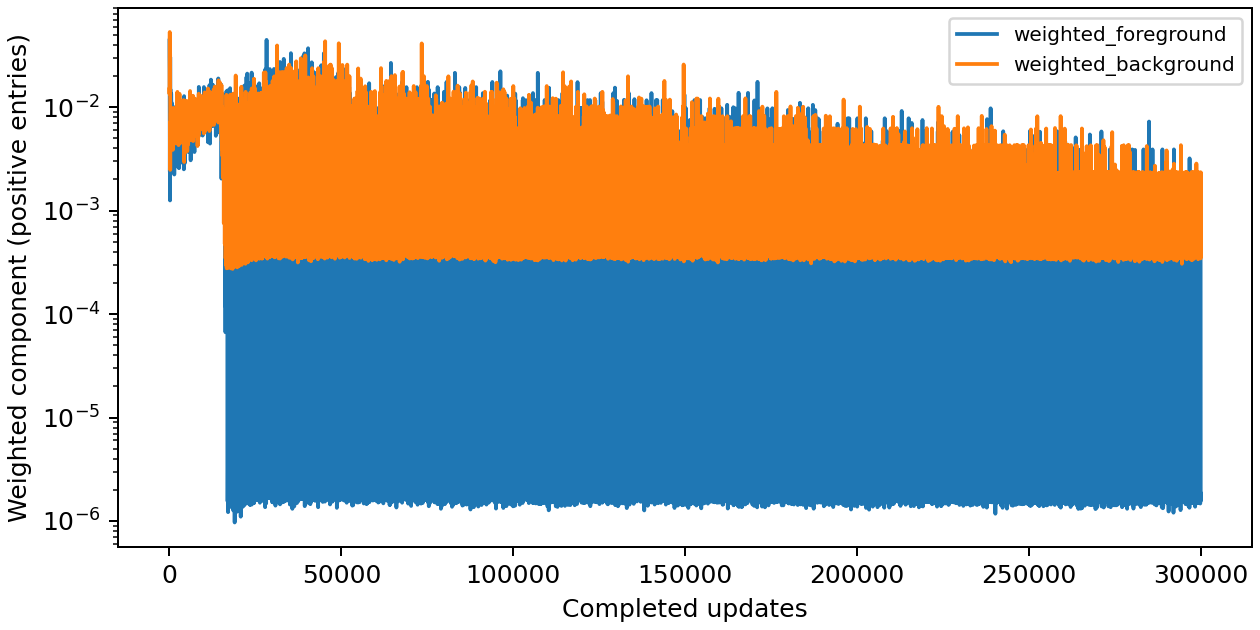 weighted_foreground
weighted_background
Weighted component (positive entries)
10⁻²
10⁻³
10⁻⁴
10⁻⁵
10⁻⁶
0 50000 100000 150000 200000 250000 300000
Completed updates